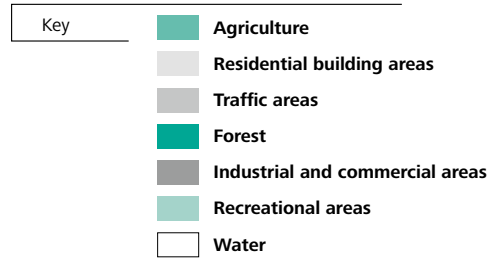 Key
Agriculture
Residential building areas
Traffic areas
Forest
Industrial and commercial areas
Recreational areas
Water